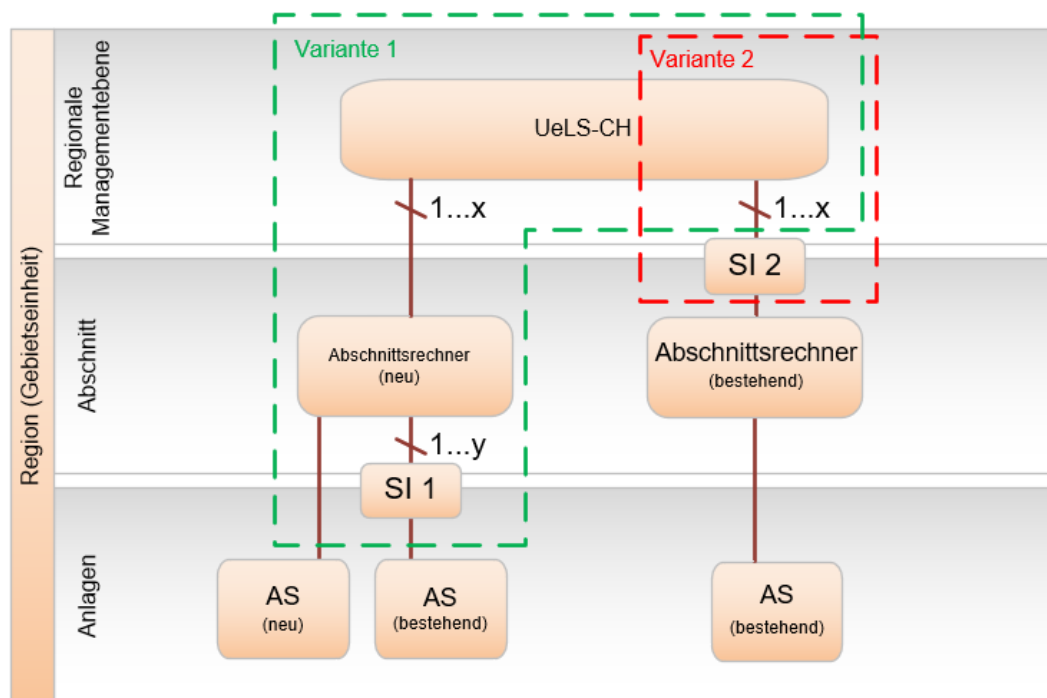 Region (Gebietseinheit)
Regionale
Managementebene
Variante 1
Variante 2
UeLS-CH
1...x
1...x
SI 2
Abschnitt
Abschnittsrechner
(neu)
Abschnittsrechner
(bestehend)
1...y
SI 1
Anlagen
AS
(neu)
AS
(bestehend)
AS
(bestehend)